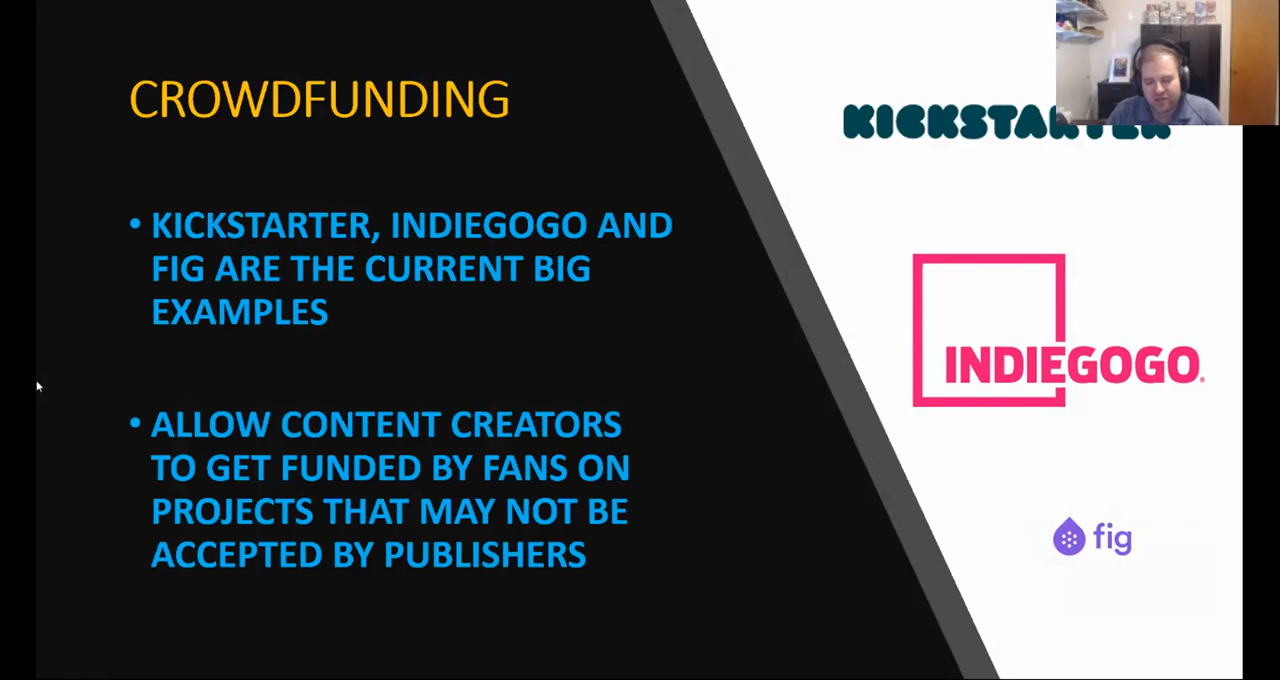 CROWDFUNDING
• KICKSTARTER, INDIEGOGO AND
FIG ARE THE CURRENT BIG
EXAMPLES
• ALLOW CONTENT CREATORS
TO GET FUNDED BY FANS ON
PROJECTS THAT MAY NOT BE
ACCEPTED BY PUBLISHERS
KICKSTARTER
INDIEGOGO
fig